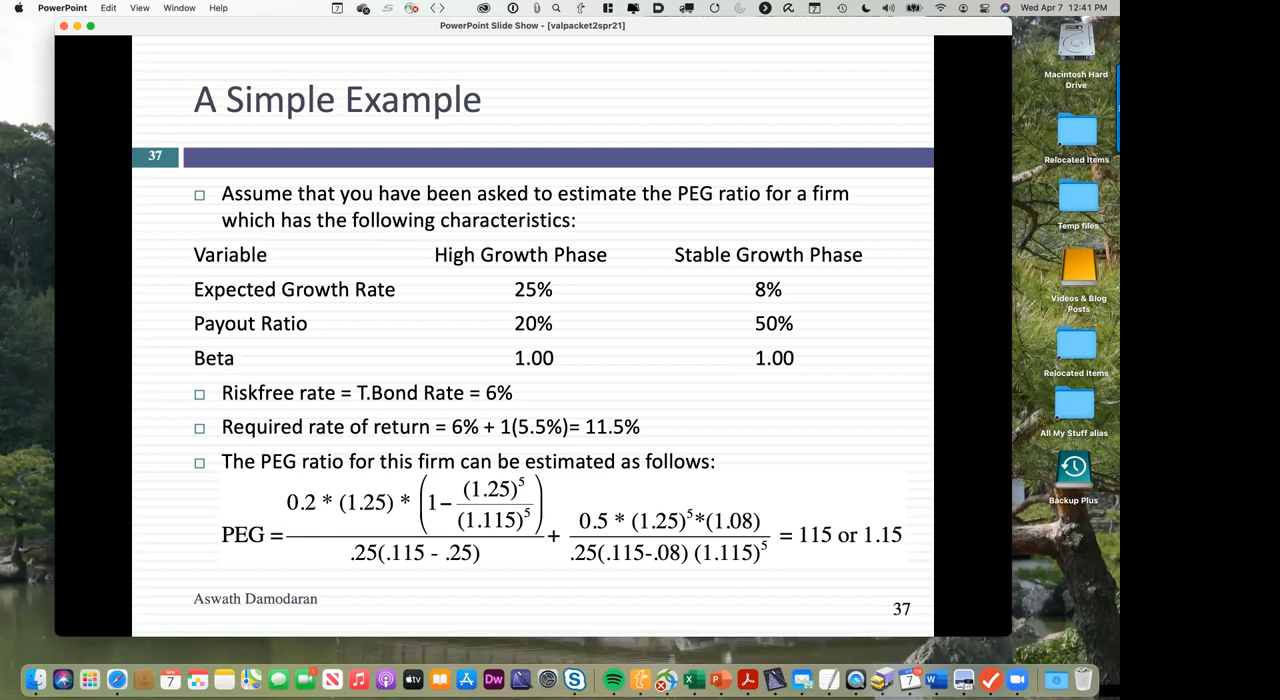 PowerPoint Edit View Window Help
7 7 Wed Apr 7 12:41 PM
PowerPoint Slide Show - [valpacket2spr21]
A Simple Example
37
□ Assume that you have been asked to estimate the PEG ratio for a firm
which has the following characteristics:
Variable High Growth Phase Stable Growth Phase
Expected Growth Rate 25% 8%
Payout Ratio 20% 50%
Beta 1.00 1.00
□ Riskfree rate = T.Bond Rate = 6%
□ Required rate of return = 6% + 1(5.5%)= 11.5%
□ The PEG ratio for this firm can be estimated as follows:
PEG = 0.2 * (1.25) * (1− (1.25)⁵ / (1.115)⁵) / .25(.115 - .25) + 0.5 * (1.25)⁵*(1.08) / .25(.115-.08) (1.115)⁵ = 115 or 1.15
Aswath Damodaran
37
Macintosh Hard
Drive
Relocated Items
Temp files
Videos & Blog
Posts
Relocated Items
All My Stuff alias
Backup Plus